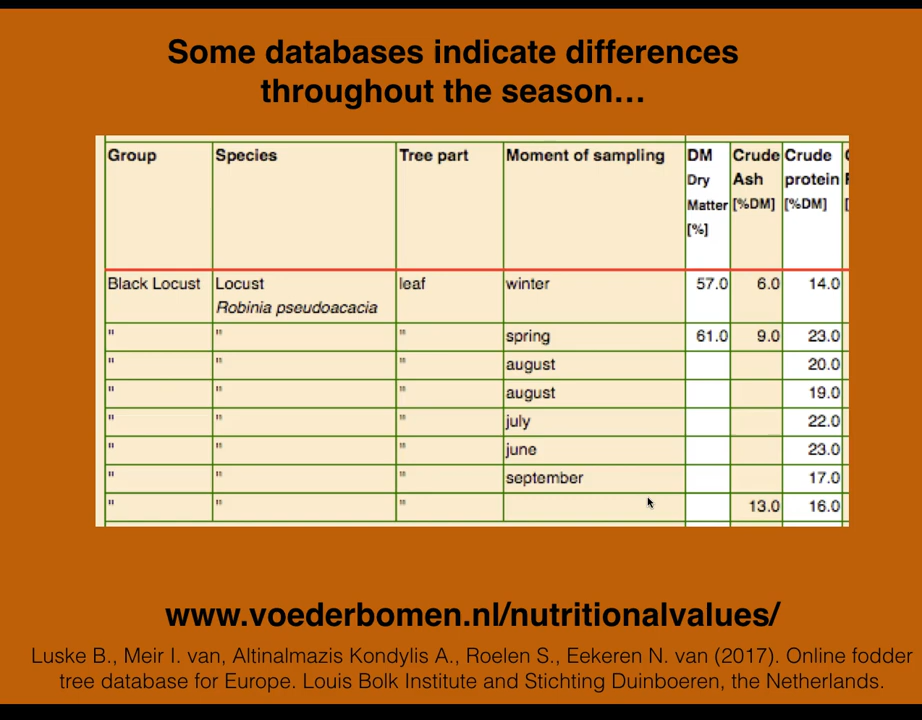 Some databases indicate differences
throughout the season...
Group Species Tree part Moment of sampling DM Crude Crude
Dry Ash protein
Matter [%DM] [%DM]
[%]
Black Locust Locust leaf winter 57.0 6.0 14.0
Robinia pseudoacacia
" " " spring 61.0 9.0 23.0
" " " august 20.0
" " " august 19.0
" " " july 22.0
" " " june 23.0
" " " september 17.0
" " " 13.0 16.0
www.voederbomen.nl/nutritionalvalues/
Luske B., Meir I. van, Altinalmazis Kondylis A., Roelen S., Eekeren N. van (2017). Online fodder
tree database for Europe. Louis Bolk Institute and Stichting Duinboeren, the Netherlands.